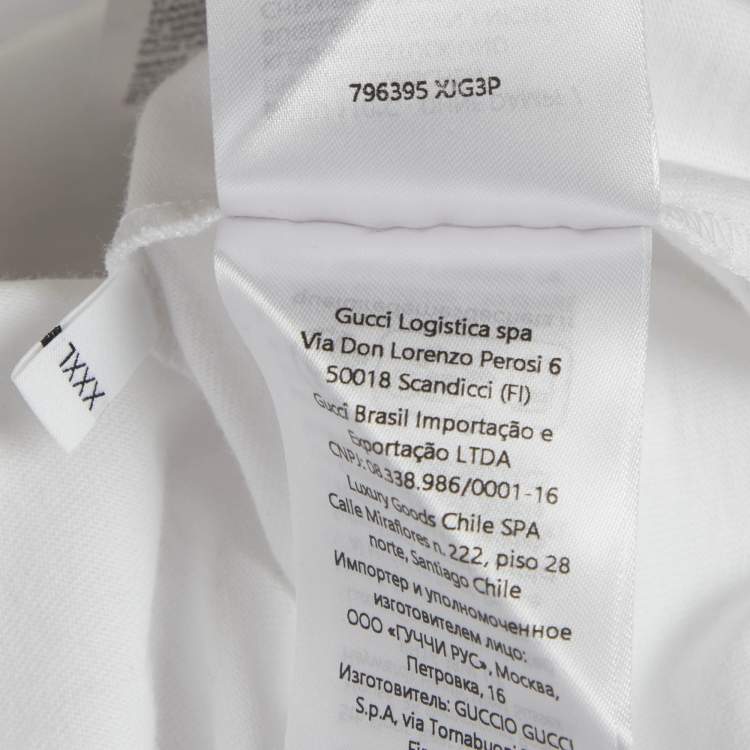 796395 XJG3P
XXXL
Gucci Logistica spa
Via Don Lorenzo Perosi 6
50018 Scandicci (FI)
Gucci Brasil Importação e
Exportação LTDA
CNPJ: 08.338.986/0001-16
Luxury Goods Chile SPA
Calle Miraflores n. 222, piso 28
norte, Santiago Chile
Импортер и уполномоченное
изготовителем лицо:
ООО «ГУЧЧИ РУС», Москва,
Петровка, 16
Изготовитель: GUCCIO GUCCI
S.p.A, via Tornabuoni